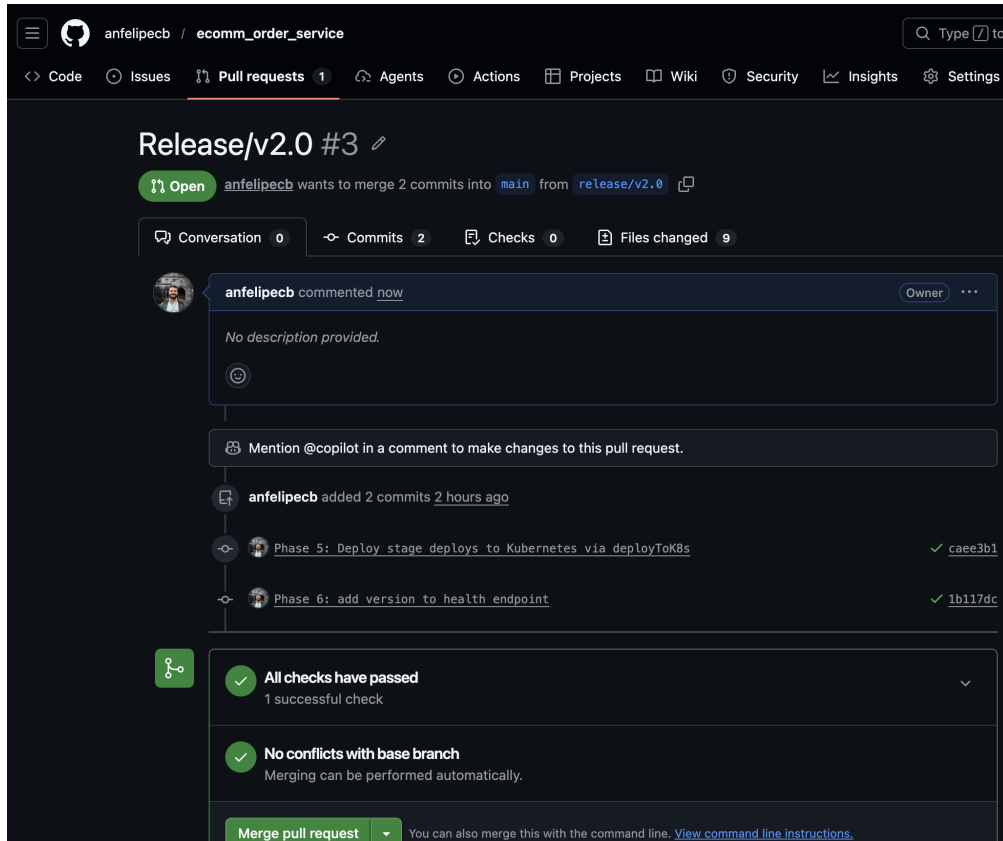 anfelipecb / ecomm_order_service
Type / to
Code Issues Pull requests 1 Agents Actions Projects Wiki Security Insights Settings
Release/v2.0 #3
Open anfelipecb wants to merge 2 commits into main from release/v2.0
Conversation 0 Commits 2 Checks 0 Files changed 9
anfelipecb commented now Owner
No description provided.
Mention @copilot in a comment to make changes to this pull request.
anfelipecb added 2 commits 2 hours ago
Phase 5: Deploy stage deploys to Kubernetes via deployToK8s caee3b1
Phase 6: add version to health endpoint 1b117dc
All checks have passed
1 successful check
No conflicts with base branch
Merging can be performed automatically.
Merge pull request You can also merge this with the command line. View command line instructions.